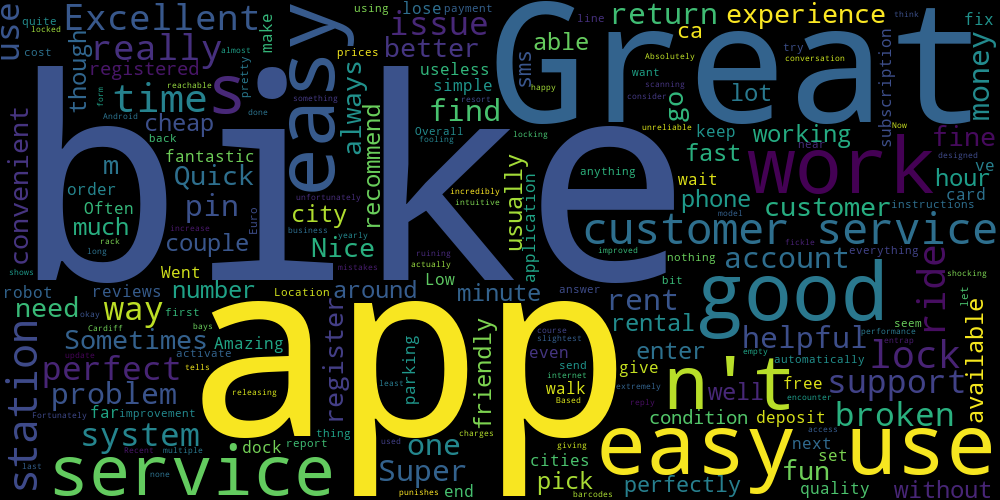 bike
app
Great
easy use
good
service
work
n't
customer service
easy
s
Excellent
use
really
issue
better
return
experience
ca
fix
money
though
registered
quite
locked
cost
almost
pretty
make
using
lose
payment
line
prices
sms
able
useless
simple
find
go
lot
try
conversation
think
Absolutely
want
scanning
consider
subscription
reachable
form
Android
time
cheap
done
something
always
resort
happy
Overall
fooling
locking
keep
working
unreliable
Now
fine
convenient
back
fantastic
recommend
fast
near
designed
m
Quick
order
Often
much
pin
unfortunately
incredibly
intuitive
anything
wait
phone
hour
ve
card
instructions
rack
long
increase
couple
Euro
city
business
yearly
model
mistakes
Nice
usually
application
customer
improved
fickle
everything
shows
Went
ruining
actually
nothing
account
ride
robot
reviews
number
Location
around
Low
minute
answer
bit
rent
let
shocking
need
way
first
okay
Cardiff
bays
Sometimes
Amazing
activate
register
parking
friendly
course
slightest
even
send
internet
rental
enter
helpful
seem
performance
entrap
available
station
perfect
update
tells
empty
automatically
lock
problem
releasing
least
walk
Based
give
extremely
well
free
encounter
support
Fortunately
far
improvement
thing
used
charges
reply
condition
deposit
broken
system
dock
report
one
giving
cities
next
access
set
last
Recent
multiple
none
Super
punishes
end
pick
barcodes
perfectly
fun
quality
without